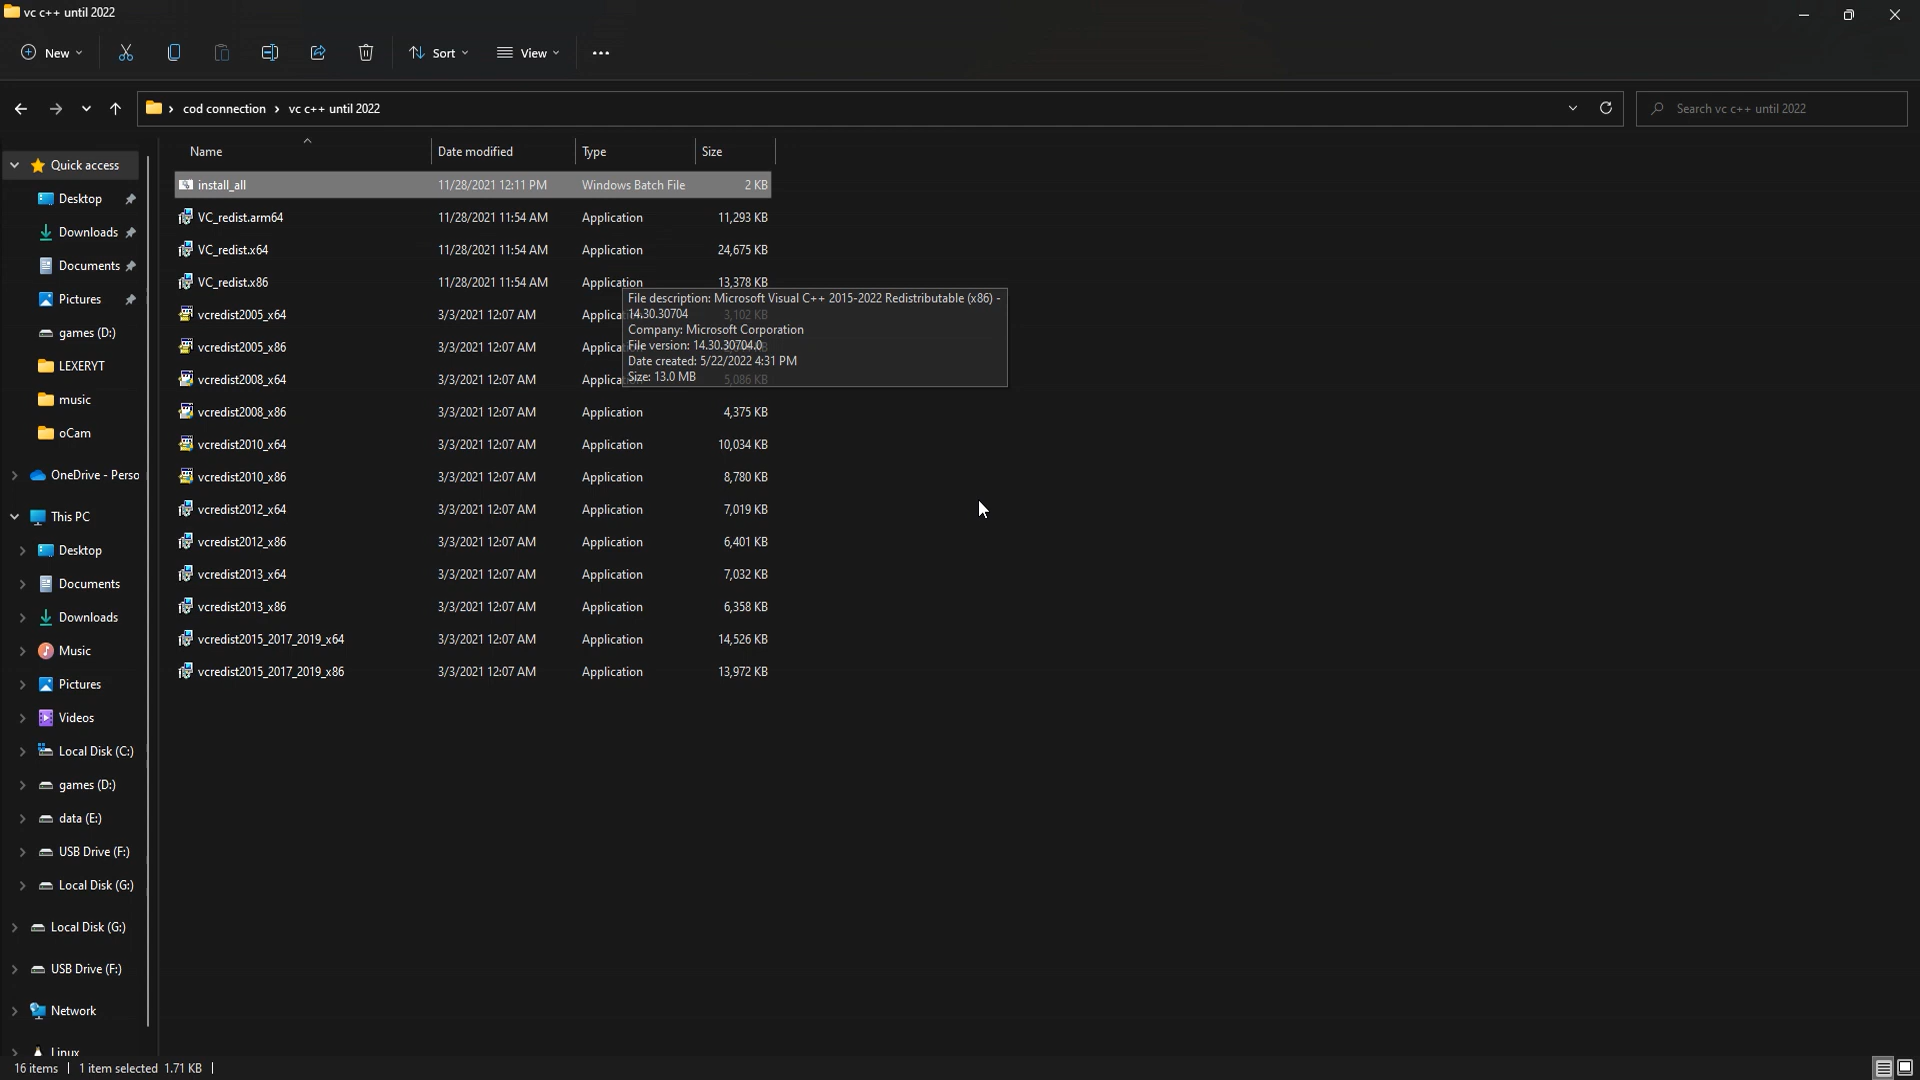 vc c++ until 2022
New
Sort
View
cod connection > vc c++ until 2022
Search vc c++ until 2022
Name Date modified Type Size
install_all 11/28/2021 12:11 PM Windows Batch File 2 KB
VC_redist.arm64 11/28/2021 11:54 AM Application 11,293 KB
VC_redist.x64 11/28/2021 11:54 AM Application 24,675 KB
VC_redist.x86 11/28/2021 11:54 AM Application 13,378 KB
vcredist2005_x64 3/3/2021 12:07 AM Applica 3,102 KB
vcredist2005_x86 3/3/2021 12:07 AM Applica
vcredist2008_x64 3/3/2021 12:07 AM Applica 5,086 KB
vcredist2008_x86 3/3/2021 12:07 AM Application 4,375 KB
vcredist2010_x64 3/3/2021 12:07 AM Application 10,034 KB
vcredist2010_x86 3/3/2021 12:07 AM Application 8,780 KB
vcredist2012_x64 3/3/2021 12:07 AM Application 7,019 KB
vcredist2012_x86 3/3/2021 12:07 AM Application 6,401 KB
vcredist2013_x64 3/3/2021 12:07 AM Application 7,032 KB
vcredist2013_x86 3/3/2021 12:07 AM Application 6,358 KB
vcredist2015_2017_2019_x64 3/3/2021 12:07 AM Application 14,526 KB
vcredist2015_2017_2019_x86 3/3/2021 12:07 AM Application 13,972 KB
File description: Microsoft Visual C++ 2015-2022 Redistributable (x86) -
14.30.30704
Company: Microsoft Corporation
File version: 14.30.30704.0
Date created: 5/22/2022 4:31 PM
Size: 13.0 MB
Quick access
Desktop
Downloads
Documents
Pictures
games (D:)
LEXERYT
music
oCam
OneDrive - Perso
This PC
Desktop
Documents
Downloads
Music
Pictures
Videos
Local Disk (C:)
games (D:)
data (E:)
USB Drive (F:)
Local Disk (G:)
Local Disk (G:)
USB Drive (F:)
Network
Linux
16 items
1 item selected 1.71 KB